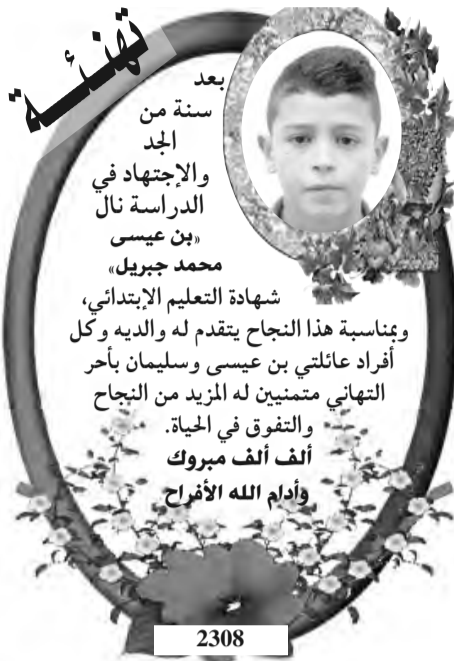 تهنئة
بعد
سنة من
الجد
والإجتهاد في
الدراسة نال
«بن عيسى
محمد جبريل»
شهادة التعليم الإبتدائي،
وبمناسبة هذا النجاح يتقدم له والديه وكل
أفراد عائلتي بن عيسى وسليمان بأحر
التهاني متمنيين له المزيد من النجاح
والتفوق في الحياة.
ألف ألف مبروك
وأدام الله الأفراح
2308